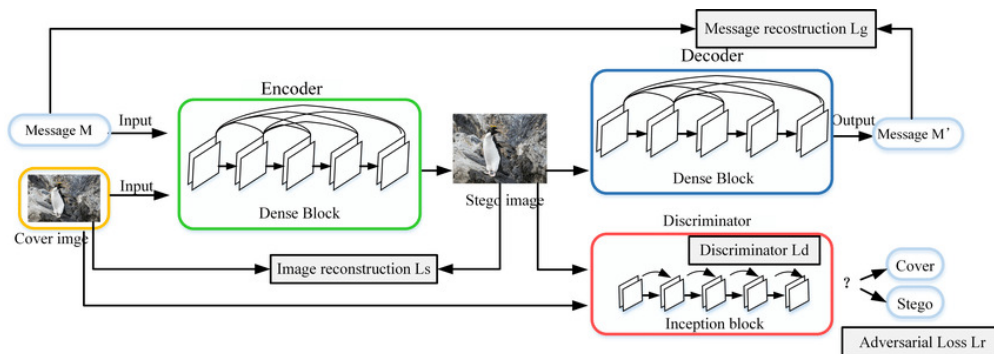 Message recostruction Lg
Decoder
Encoder
Input
Message M
Output
Message M'
Dense Block
Input
Dense Block
Stego image
Cover imge
Discriminator
Discriminator Ld
Image reconstruction Ls
Cover
?
Stego
Inception block
Adversarial Loss Lr